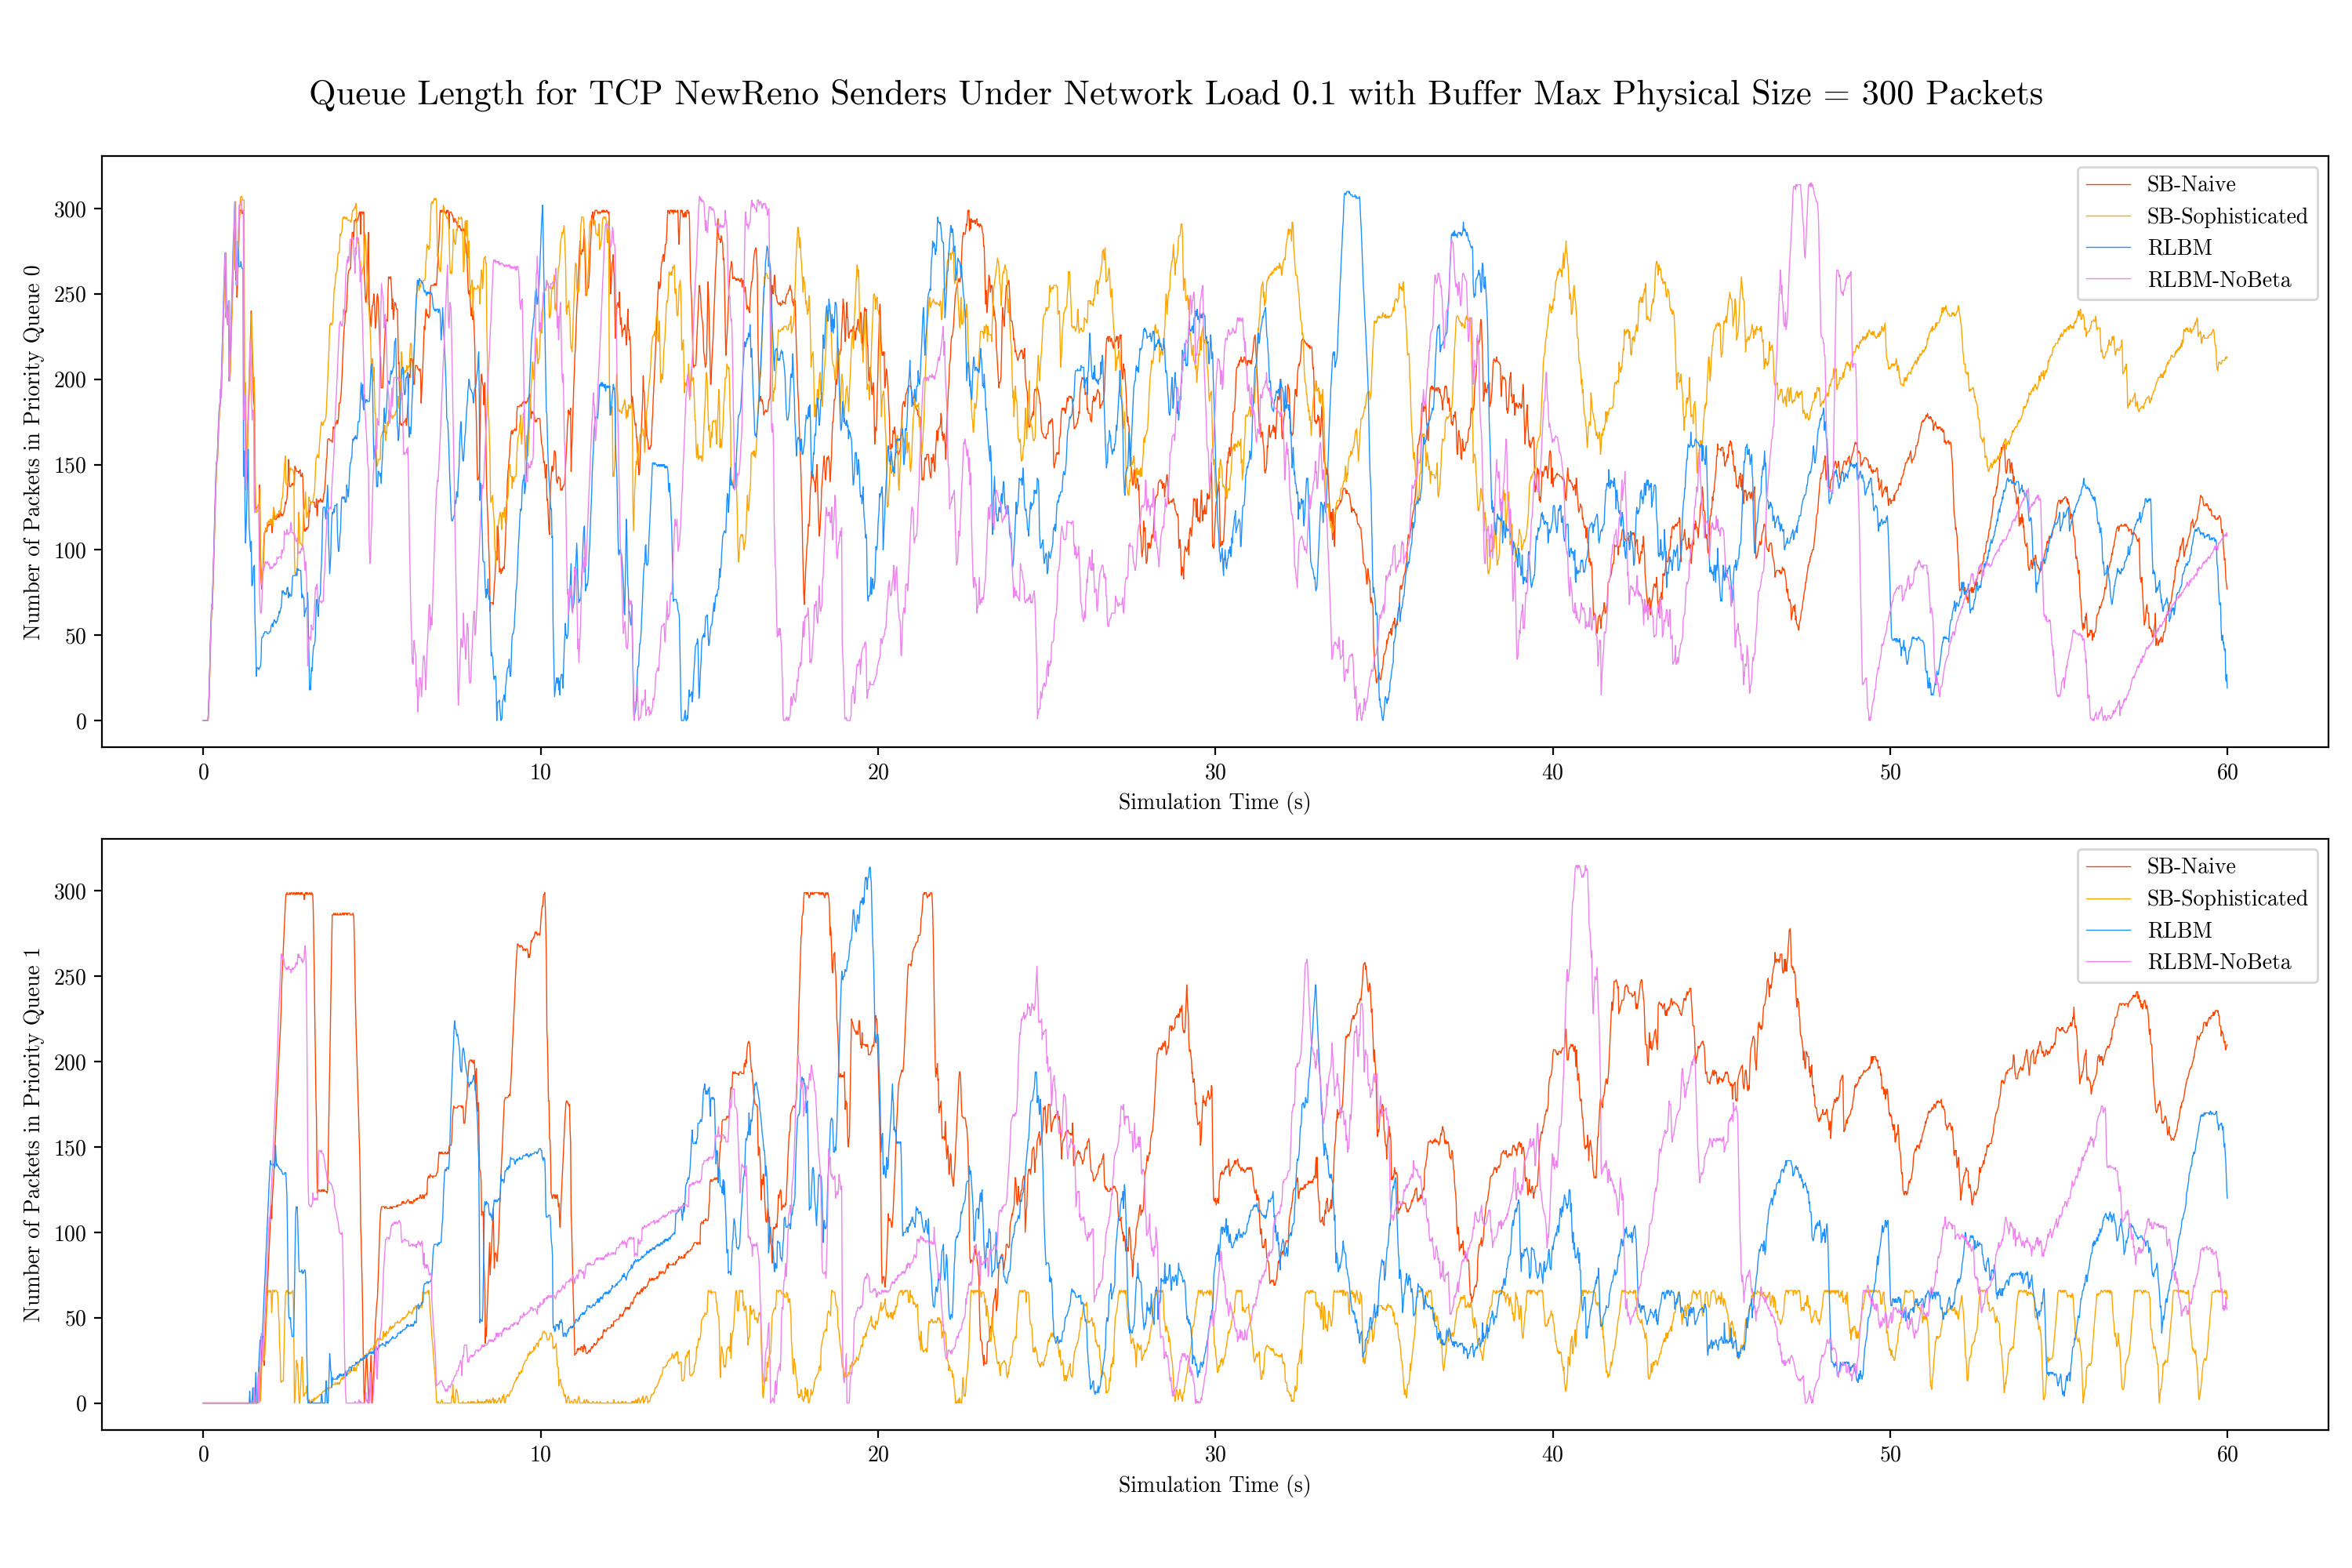 Queue Length for TCP NewReno Senders Under Network Load 0.1 with Buffer Max Physical Size = 300 Packets
Number of Packets in Priority Queue 0
300
250
200
150
100
50
0
SB-Naive
SB-Sophisticated
RLBM
RLBM-NoBeta
0 10 20 30 40 50 60
Simulation Time (s)
Number of Packets in Priority Queue 1
300
250
200
150
100
50
0
SB-Naive
SB-Sophisticated
RLBM
RLBM-NoBeta
0 10 20 30 40 50 60
Simulation Time (s)